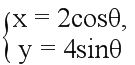 x = 2cosθ,
y = 4sinθ